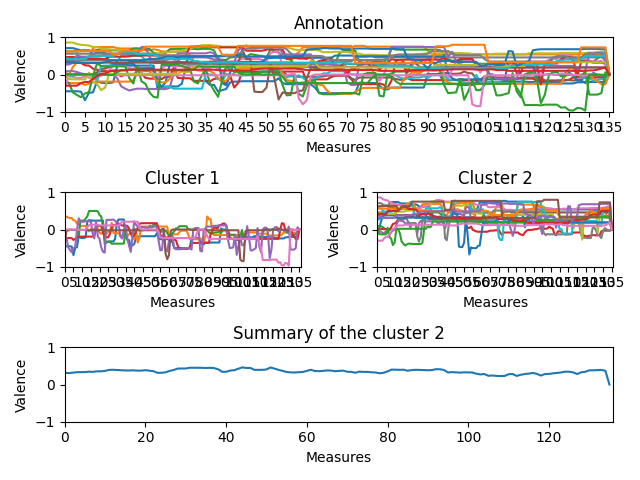 Annotation
Valence
1
0
−1
0 5 10 15 20 25 30 35 40 45 50 55 60 65 70 75 80 85 90 95 100 105 110 115 120 125 130 135
Measures
Cluster 1
Valence
1
0
−1
Measures
Cluster 2
Valence
1
0
−1
Measures
Summary of the cluster 2
Valence
1
0
−1
0 20 40 60 80 100 120
Measures